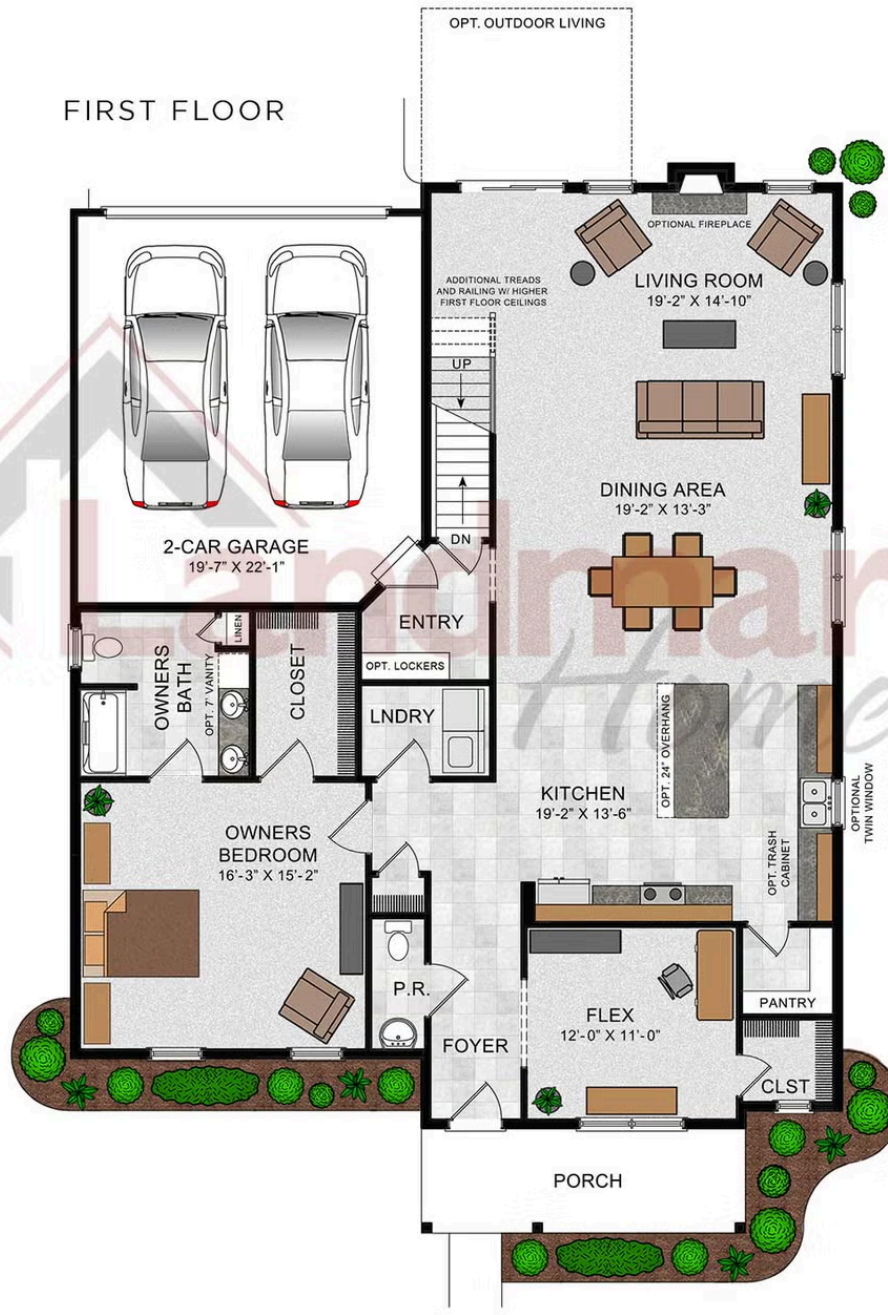 OPT. OUTDOOR LIVING
FIRST FLOOR
OPTIONAL FIREPLACE
ADDITIONAL TREADS
AND RAILING W/ HIGHER
FIRST FLOOR CEILINGS
LIVING ROOM
19'-2" X 14'-10"
UP
DINING AREA
19'-2" X 13'-3"
DN
2-CAR GARAGE
19'-7" X 22'-1"
Landmar
Home
ENTRY
OPT. LOCKERS
LINEN
OWNERS
BATH
OPT. 7' VANITY
CLOSET
LNDRY
OPT. 24" OVERHANG
KITCHEN
19'-2" X 13'-6"
OPTIONAL
TWIN WINDOW
OPT. TRASH
CABINET
OWNERS
BEDROOM
16'-3" X 15'-2"
P.R.
FOYER
FLEX
12'-0" X 11'-0"
PANTRY
CLST
PORCH